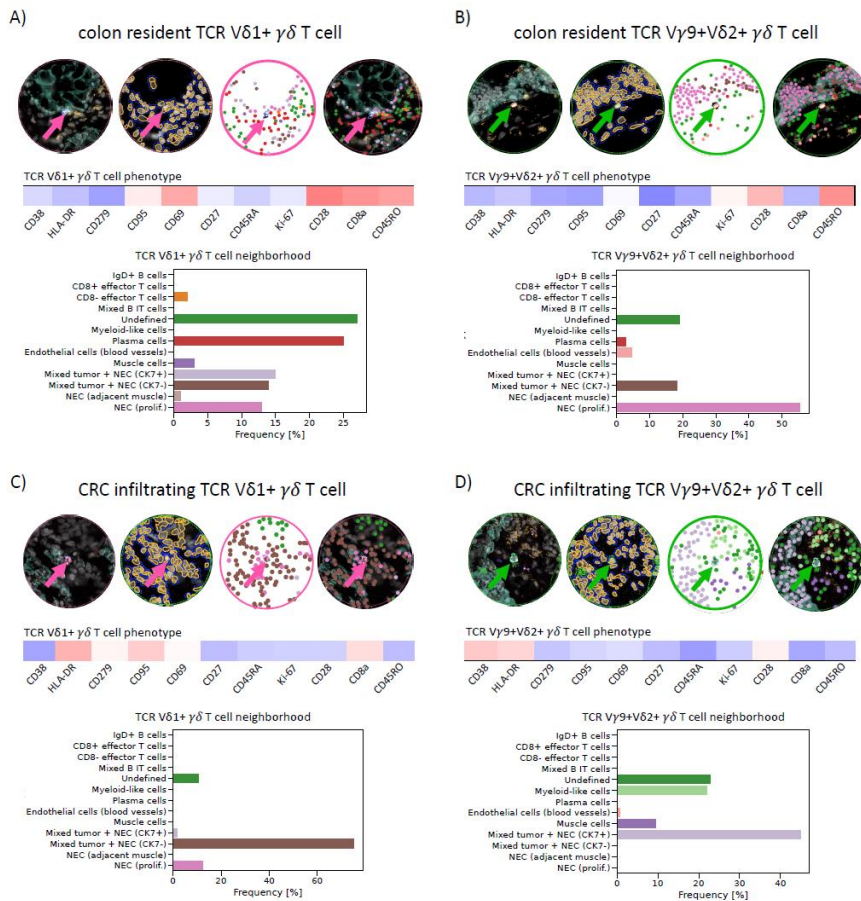 A)
colon resident TCR Vδ1+ γδ T cell
TCR Vδ1+ γδ T cell phenotype
CD38 HLA-DR CD279 CD95 CD69 CD27 CD45RA Ki-67 CD28 CD8a CD45RO
TCR Vδ1+ γδ T cell neighborhood
IgD+ B cells
CD8+ effector T cells
CD8- effector T cells
Mixed B IT cells
Undefined
Myeloid-like cells
Plasma cells
Endothelial cells (blood vessels)
Muscle cells
Mixed tumor + NEC (CK7+)
Mixed tumor + NEC (CK7-)
NEC (adjacent muscle)
NEC (prolif.)
0 5 10 15 20 25
Frequency [%]
B)
colon resident TCR Vγ9+Vδ2+ γδ T cell
TCR Vγ9+Vδ2+ γδ T cell phenotype
CD38 HLA-DR CD279 CD95 CD69 CD27 CD45RA Ki-67 CD28 CD8a CD45RO
TCR Vγ9+Vδ2+ γδ T cell neighborhood
IgD+ B cells
CD8+ effector T cells
CD8- effector T cells
Mixed B IT cells
Undefined
Myeloid-like cells
Plasma cells
Endothelial cells (blood vessels)
Muscle cells
Mixed tumor + NEC (CK7+)
Mixed tumor + NEC (CK7-)
NEC (adjacent muscle)
NEC (prolif.)
0 10 20 30 40 50
Frequency [%]
C)
CRC infiltrating TCR Vδ1+ γδ T cell
TCR Vδ1+ γδ T cell phenotype
CD38 HLA-DR CD279 CD95 CD69 CD27 CD45RA Ki-67 CD28 CD8a CD45RO
TCR Vδ1+ γδ T cell neighborhood
IgD+ B cells
CD8+ effector T cells
CD8- effector T cells
Mixed B IT cells
Undefined
Myeloid-like cells
Plasma cells
Endothelial cells (blood vessels)
Muscle cells
Mixed tumor + NEC (CK7+)
Mixed tumor + NEC (CK7-)
NEC (adjacent muscle)
NEC (prolif.)
0 20 40 60
Frequency [%]
D)
CRC infiltrating TCR Vγ9+Vδ2+ γδ T cell
TCR Vγ9+Vδ2+ γδ T cell phenotype
CD38 HLA-DR CD279 CD95 CD69 CD27 CD45RA Ki-67 CD28 CD8a CD45RO
TCR Vγ9+Vδ2+ γδ T cell neighborhood
IgD+ B cells
CD8+ effector T cells
CD8- effector T cells
Mixed B IT cells
Undefined
Myeloid-like cells
Plasma cells
Endothelial cells (blood vessels)
Muscle cells
Mixed tumor + NEC (CK7+)
Mixed tumor + NEC (CK7-)
NEC (adjacent muscle)
NEC (prolif.)
0 10 20 30 40
Frequency [%]